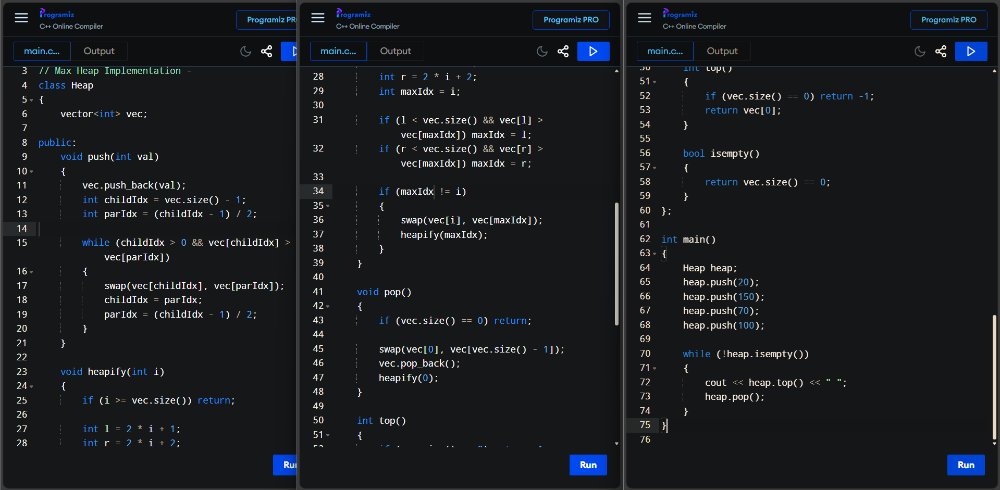 Programiz
C++ Online Compiler
Programiz PR
main.c...
Output
3 // Max Heap Implementation -
4 class Heap
5 {
6 vector<int> vec;
7
8 public:
9 void push(int val)
10 {
11 vec.push_back(val);
12 int childIdx = vec.size() - 1;
13 int parIdx = (childIdx - 1) / 2;
14
15 while (childIdx > 0 && vec[childIdx] >
vec[parIdx])
16 {
17 swap(vec[childIdx], vec[parIdx]);
18 childIdx = parIdx;
19 parIdx = (childIdx - 1) / 2;
20 }
21 }
22
23 void heapify(int i)
24 {
25 if (i >= vec.size()) return;
26
27 int l = 2 * i + 1;
28 int r = 2 * i + 2;
Ru
Programiz
C++ Online Compiler
Programiz PRO
main.c...
Output
28 int r = 2 * i + 2;
29 int maxIdx = i;
30
31 if (l < vec.size() && vec[l] >
vec[maxIdx]) maxIdx = l;
32 if (r < vec.size() && vec[r] >
vec[maxIdx]) maxIdx = r;
33
34 if (maxIdx != i)
35 {
36 swap(vec[i], vec[maxIdx]);
37 heapify(maxIdx);
38 }
39 }
40
41 void pop()
42 {
43 if (vec.size() == 0) return;
44
45 swap(vec[0], vec[vec.size() - 1]);
46 vec.pop_back();
47 heapify(0);
48 }
49
50 int top()
51 {
Run
Programiz
C++ Online Compiler
Programiz PRO
main.c...
Output
50 int top()
51 {
52 if (vec.size() == 0) return -1;
53 return vec[0];
54 }
55
56 bool isempty()
57 {
58 return vec.size() == 0;
59 }
60 };
61
62 int main()
63 {
64 Heap heap;
65 heap.push(20);
66 heap.push(150);
67 heap.push(70);
68 heap.push(100);
69
70 while (!heap.isempty())
71 {
72 cout << heap.top() << " ";
73 heap.pop();
74 }
75 }
76
Run